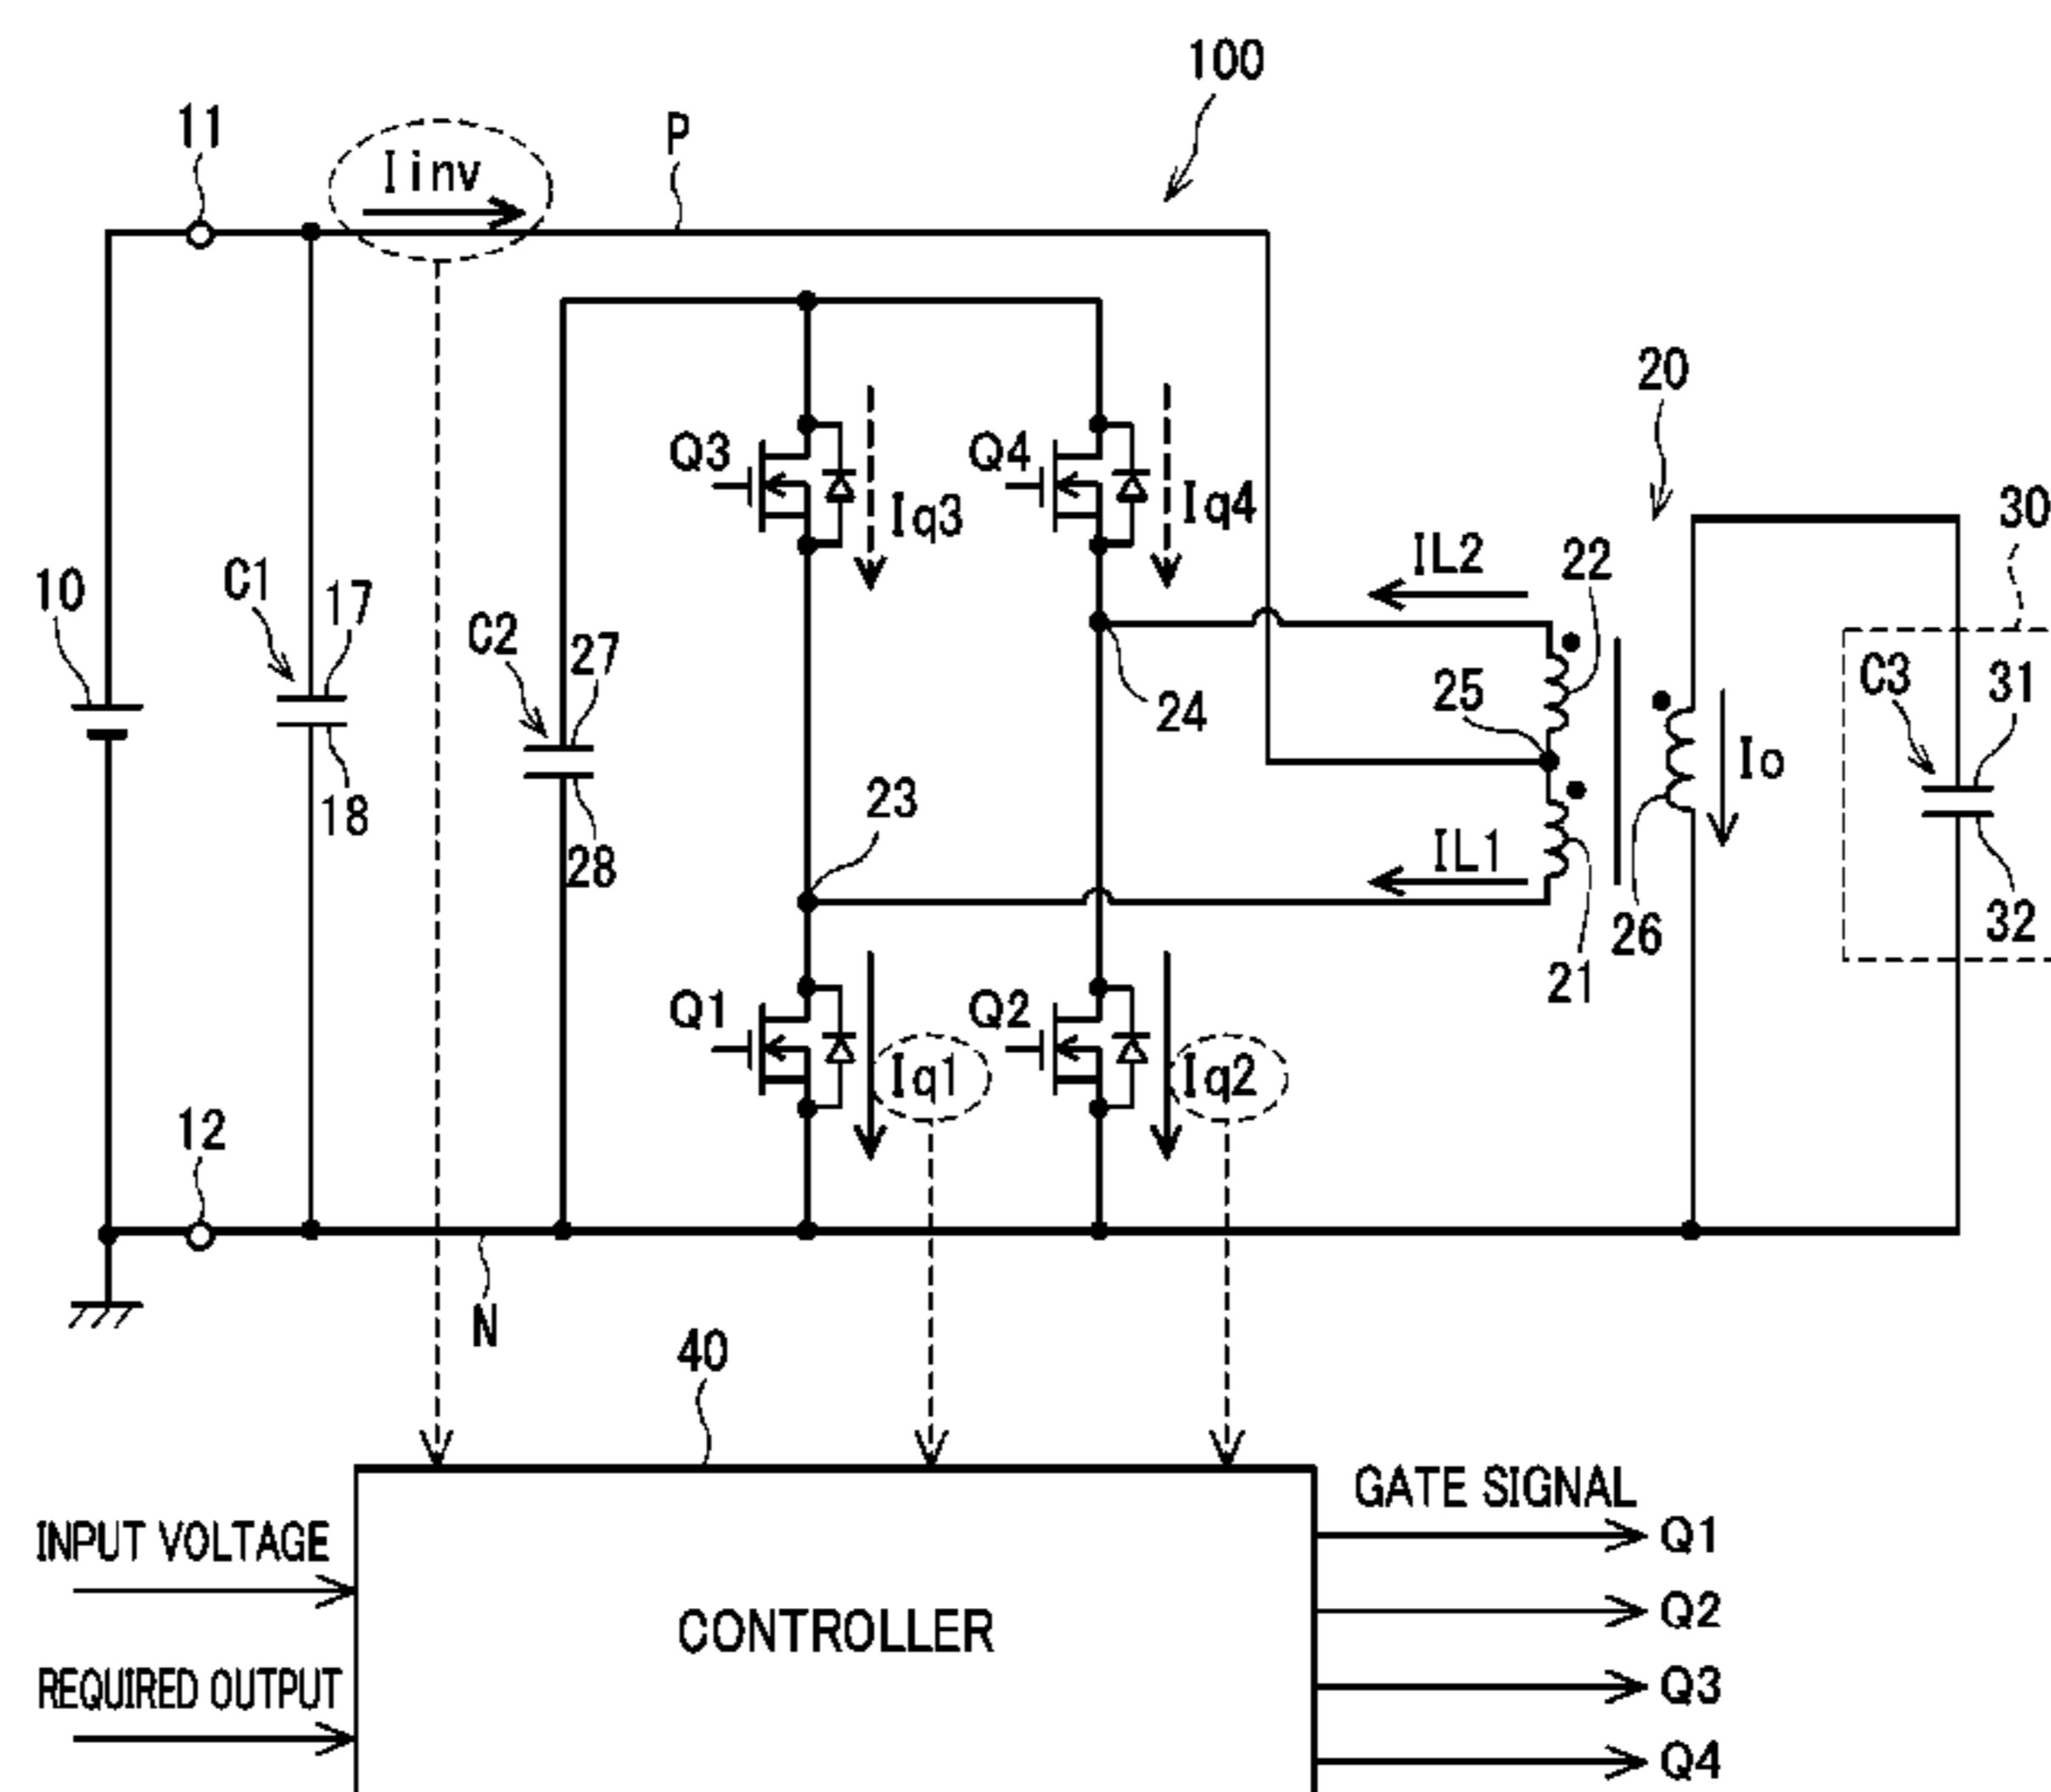 100
11
Iinv
P
20
Q3
Iq3
Q4
Iq4
30
IL2
22
10
C1
17
C2
27
C3
31
25
24
Io
18
23
28
IL1
32
26
21
Q1
Iq1
Q2
Iq2
12
N
40
GATE SIGNAL
INPUT VOLTAGE
Q1
CONTROLLER
Q2
REQUIRED OUTPUT
Q3
Q4